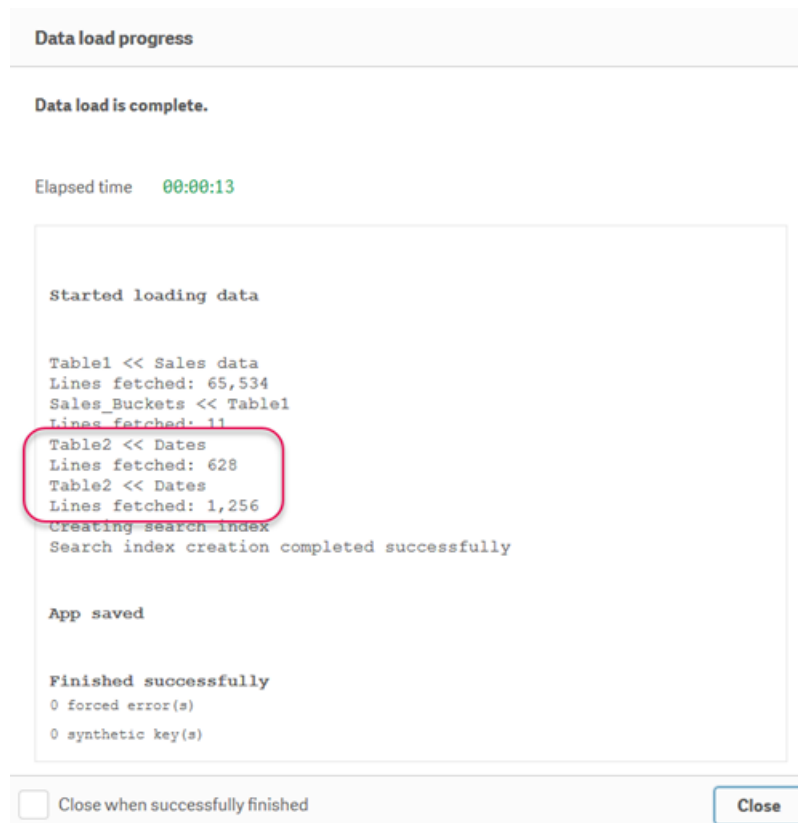 Data load progress
Data load is complete.
Elapsed time 00:00:13
Started loading data
Table1 << Sales data
Lines fetched: 65,534
Sales_Buckets << Table1
Lines fetched: 11
Table2 << Dates
Lines fetched: 628
Table2 << Dates
Lines fetched: 1,256
Creating search index
Search index creation completed successfully
App saved
Finished successfully
0 forced error(s)
0 synthetic key(s)
Close when successfully finished
Close